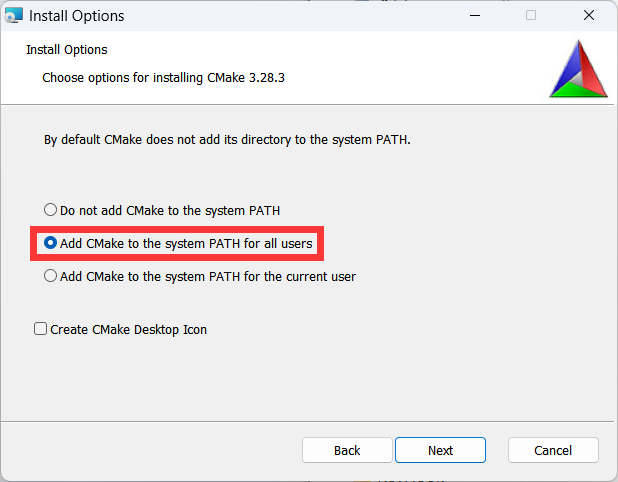 Install Options
Install Options
Choose options for installing CMake 3.28.3
By default CMake does not add its directory to the system PATH.
Do not add CMake to the system PATH
Add CMake to the system PATH for all users
Add CMake to the system PATH for the current user
Create CMake Desktop Icon
Back Next Cancel